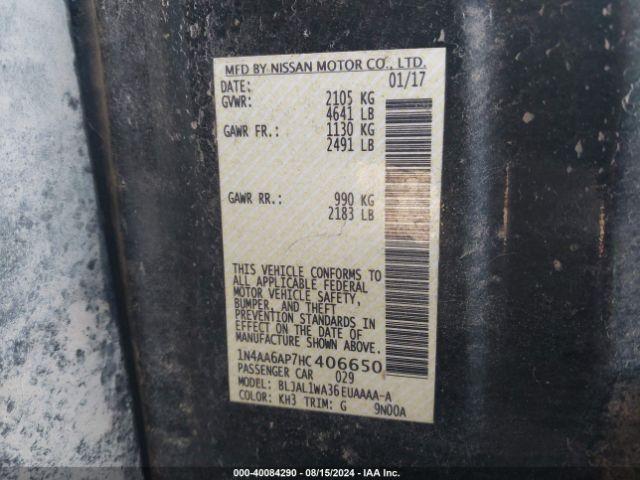 MFD BY NISSAN MOTOR CO., LTD.
DATE: 01/17
GVWR: 2105 KG
4641 LB
GAWR FR.: 1130 KG
2491 LB
GAWR RR.: 990 KG
2183 LB
THIS VEHICLE CONFORMS TO
ALL APPLICABLE FEDERAL
MOTOR VEHICLE SAFETY,
BUMPER, AND THEFT
PREVENTION STANDARDS IN
EFFECT ON THE DATE OF
MANUFACTURE SHOWN ABOVE.
1N4AA6AP7HC406650
PASSENGER CAR 029
MODEL: BLJAL1WA36EUAAAA-A
COLOR: KH3 TRIM: G 9N00A
000-40084290 - 08/15/2024 - IAA Inc.